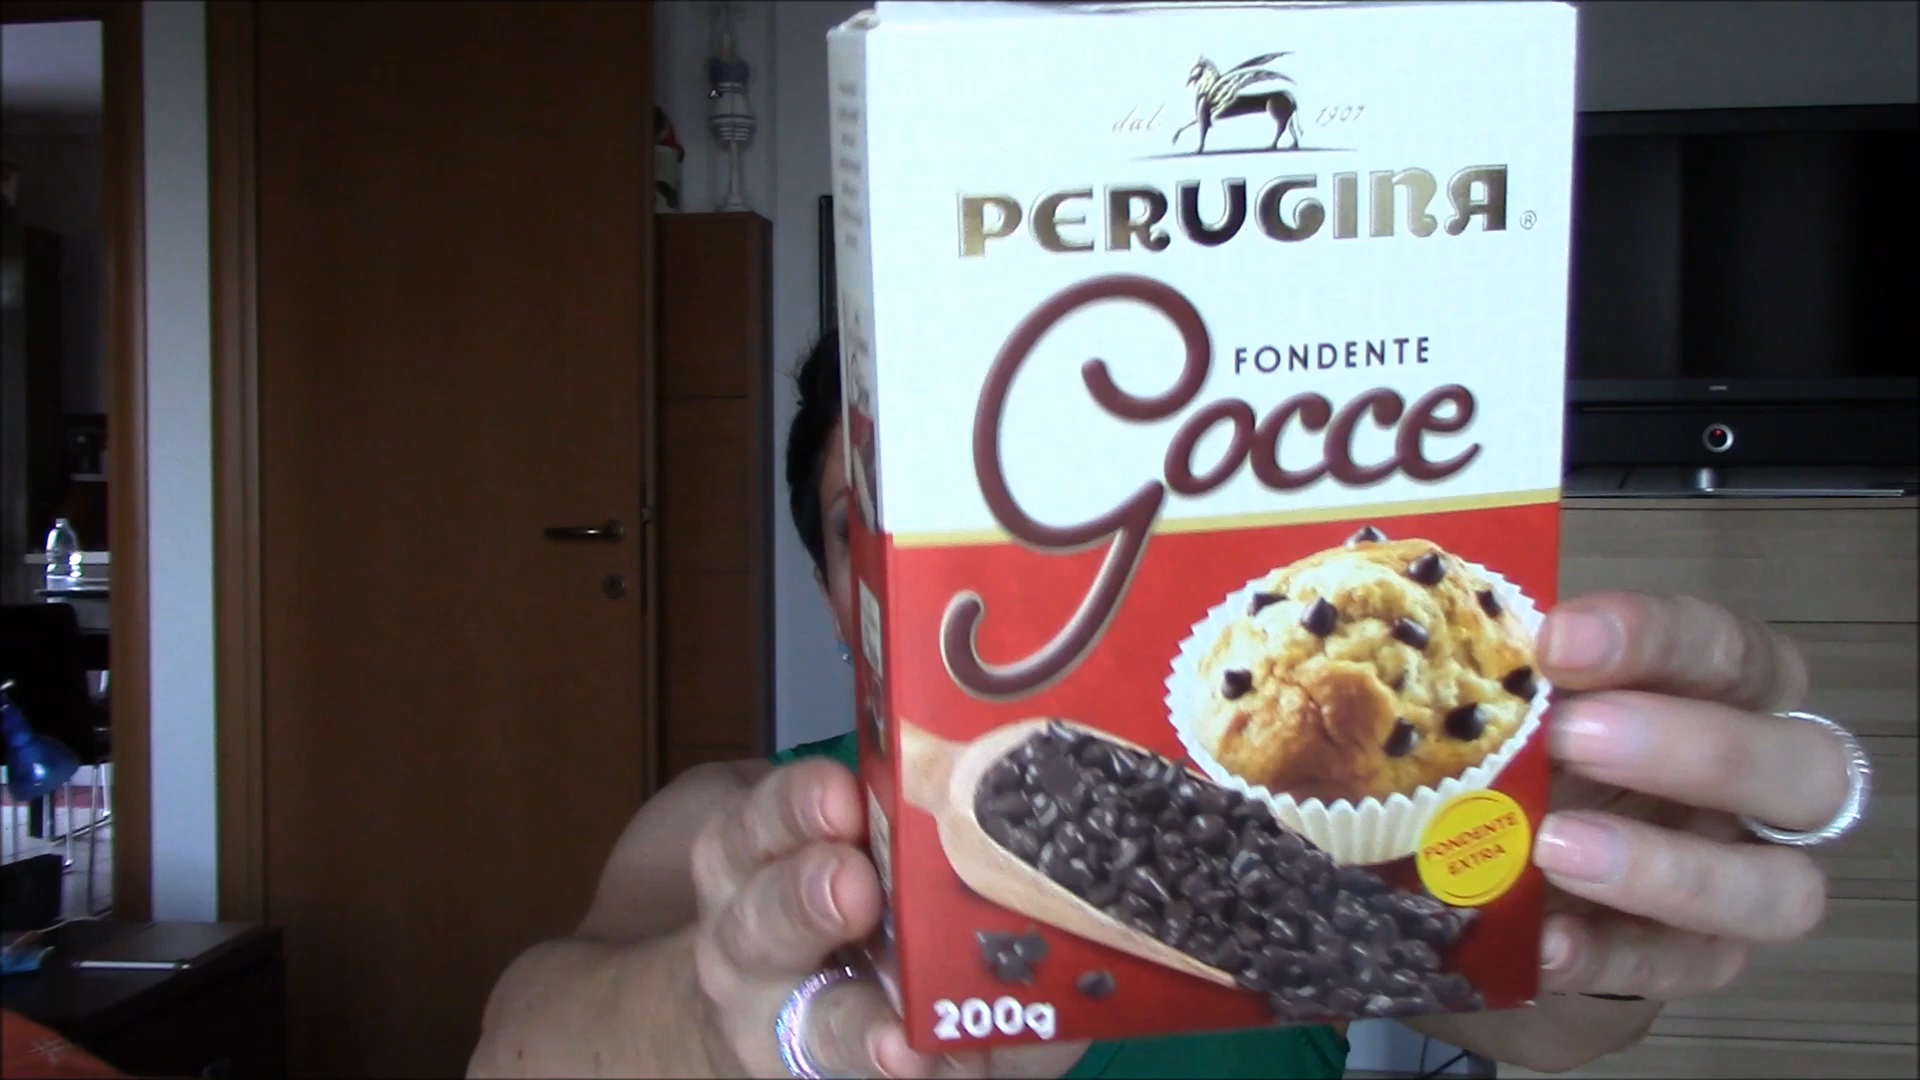 dal 1907
PERUGINA®
FONDENTE
Gocce
FONDENTE
EXTRA
200g